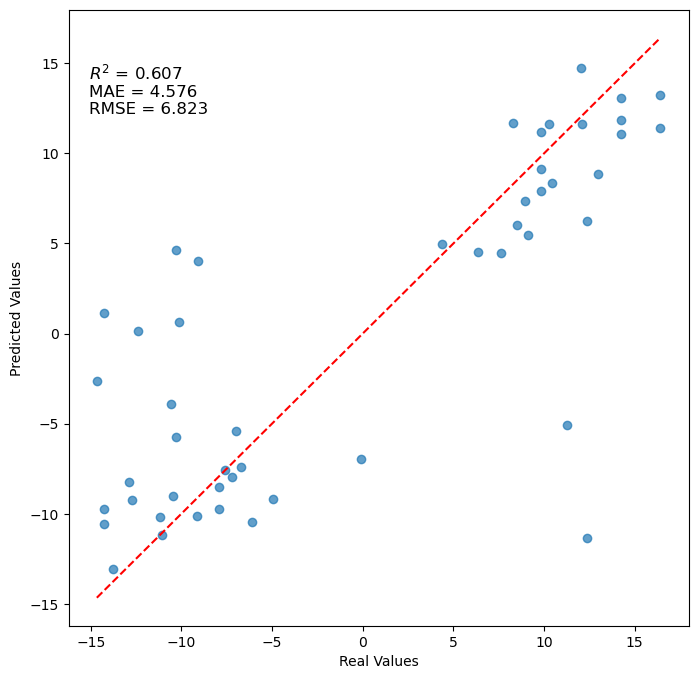 R² = 0.607
MAE = 4.576
RMSE = 6.823
Predicted Values
15
10
5
0
−5
−10
−15
−15 −10 −5 0 5 10 15
Real Values